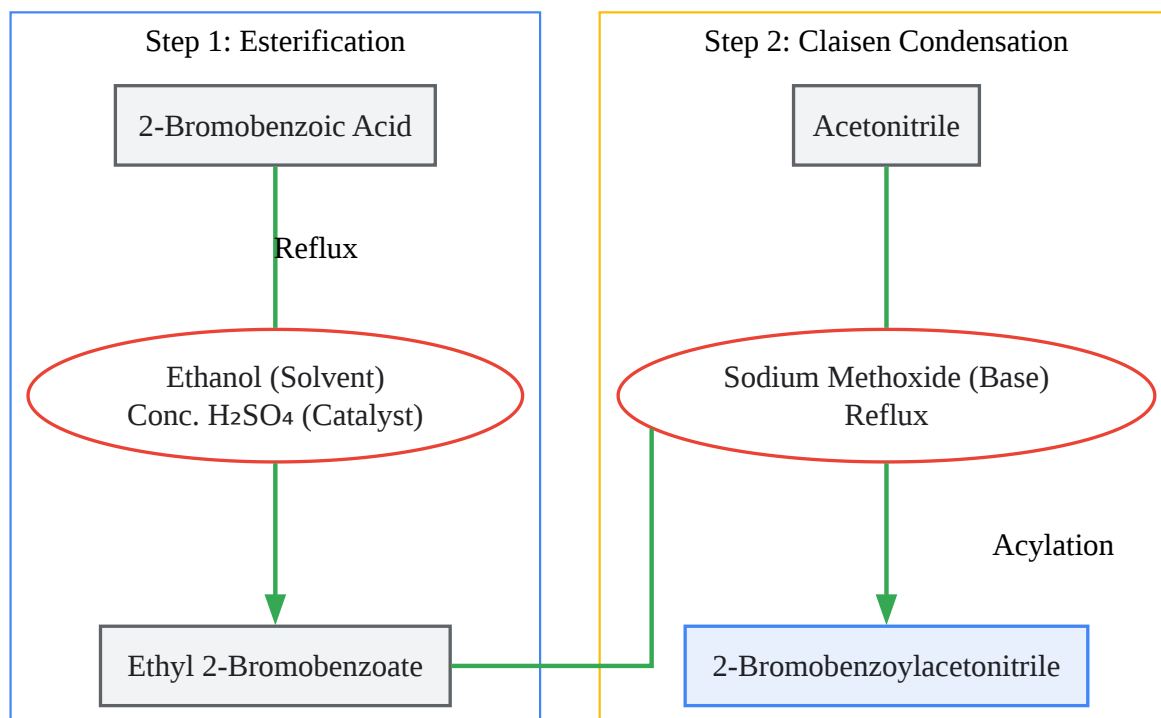 Step 1: Esterification
2-Bromobenzoic Acid
Reflux
Ethanol (Solvent)
Conc. H₂SO₄ (Catalyst)
Ethyl 2-Bromobenzoate
Step 2: Claisen Condensation
Acetonitrile
Sodium Methoxide (Base)
Reflux
Acylation
2-Bromobenzoylacetonitrile